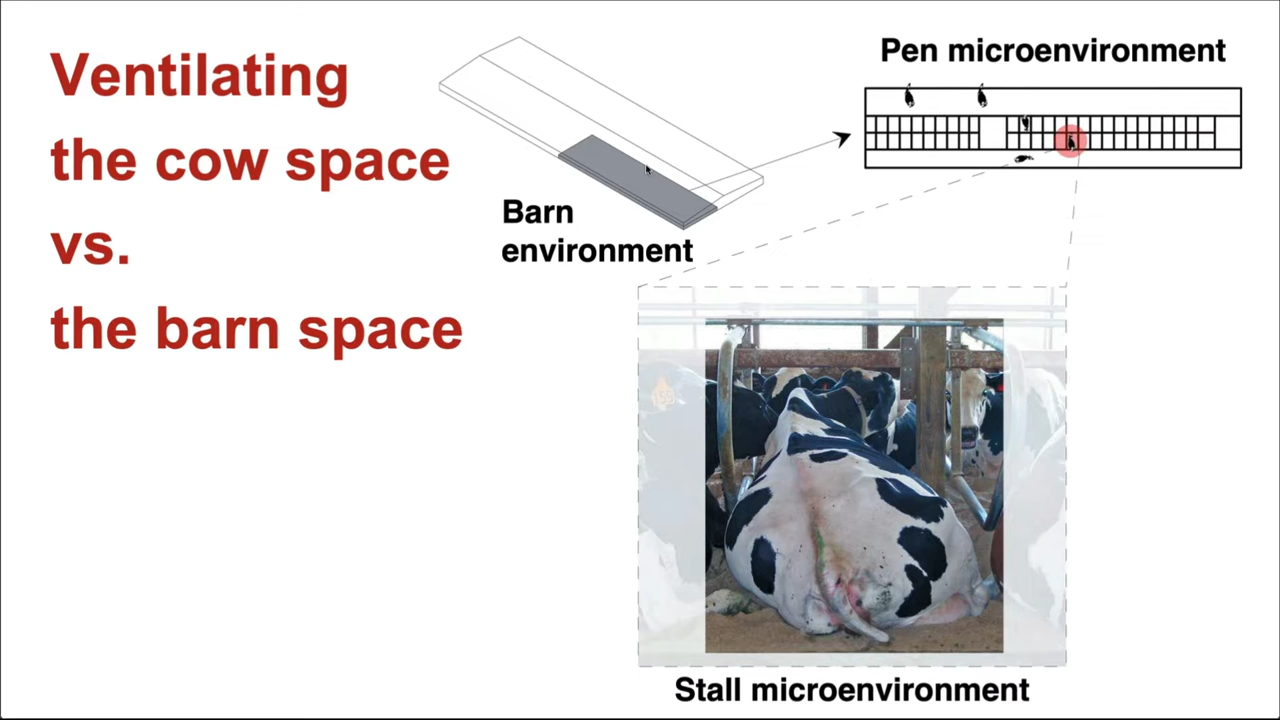 Ventilating
the cow space
vs.
the barn space
Barn
environment
Pen microenvironment
Stall microenvironment